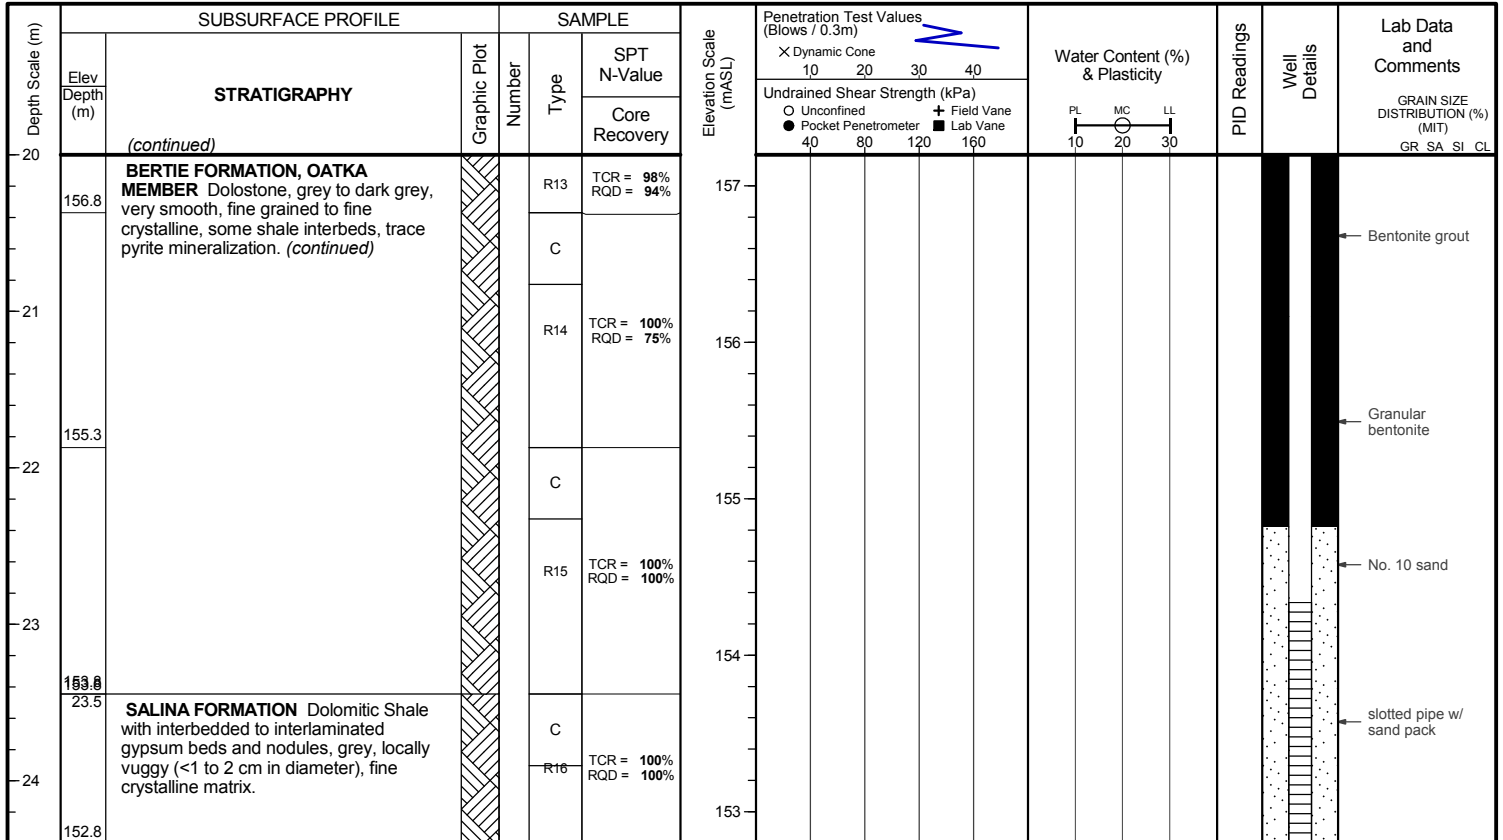 SUBSURFACE PROFILE
SAMPLE
Depth Scale (m)
Elev
Depth
(m)
STRATIGRAPHY
(continued)
Graphic Plot
Number
Type
SPT
N-Value
Core
Recovery
Elevation Scale
(mASL)
Penetration Test Values
(Blows / 0.3m)
Dynamic Cone
10 20 30 40
Undrained Shear Strength (kPa)
Unconfined
Field Vane
Pocket Penetrometer
Lab Vane
40 80 120 160
Water Content (%)
& Plasticity
PL MC LL
10 20 30
PID Readings
Well
Details
Lab Data
and
Comments
GRAIN SIZE
DISTRIBUTION (%)
(MIT)
GR SA SI CL
20
BERTIE FORMATION, OATKA
MEMBER Dolostone, grey to dark grey,
very smooth, fine grained to fine
crystalline, some shale interbeds, trace
pyrite mineralization. (continued)
156.8
R13
TCR = 98%
RQD = 94%
157
C
Bentonite grout
21
R14
TCR = 100%
RQD = 75%
156
155.3
Granular
bentonite
22
C
155
R15
TCR = 100%
RQD = 100%
No. 10 sand
23
154
153.8
23.5
SALINA FORMATION Dolomitic Shale
with interbedded to interlaminated
gypsum beds and nodules, grey, locally
vuggy (<1 to 2 cm in diameter), fine
crystalline matrix.
C
R16
TCR = 100%
RQD = 100%
slotted pipe w/
sand pack
24
153
152.8